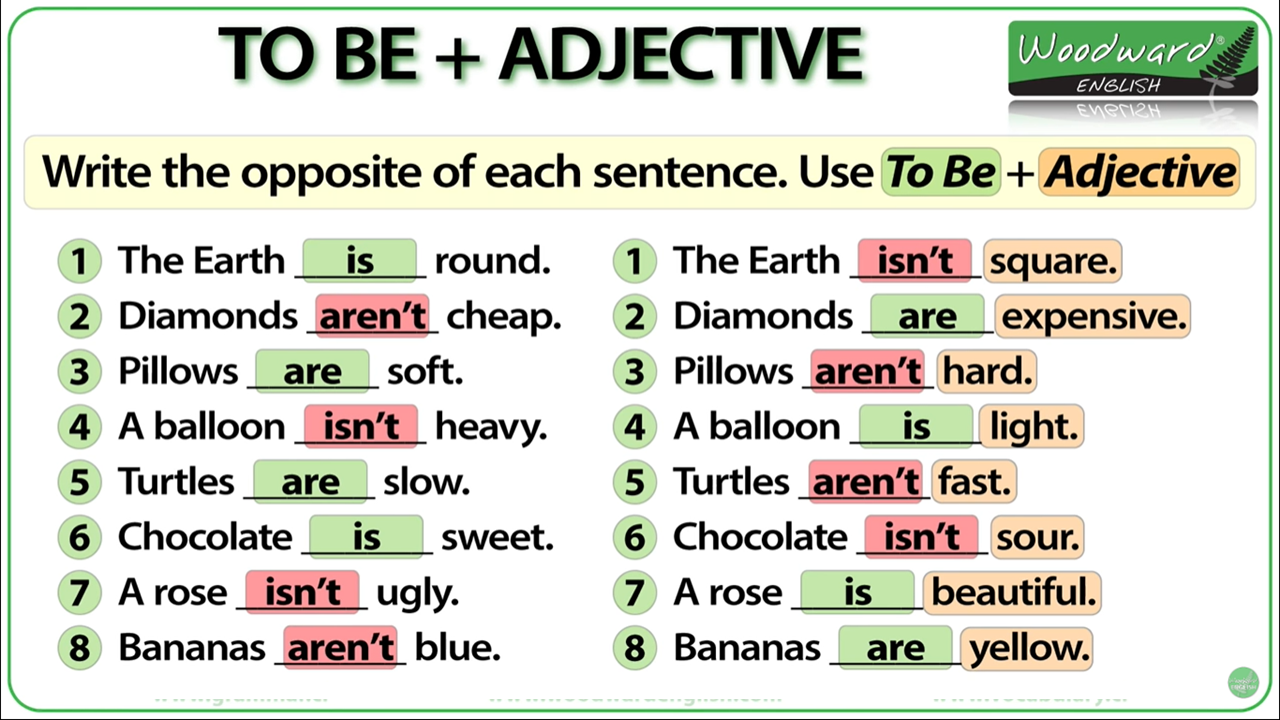 TO BE + ADJECTIVE
Woodward®
ENGLISH
Write the opposite of each sentence. Use To Be + Adjective
1 The Earth is round.
2 Diamonds aren't cheap.
3 Pillows are soft.
4 A balloon isn't heavy.
5 Turtles are slow.
6 Chocolate is sweet.
7 A rose isn't ugly.
8 Bananas aren't blue.
1 The Earth isn't square.
2 Diamonds are expensive.
3 Pillows aren't hard.
4 A balloon is light.
5 Turtles aren't fast.
6 Chocolate isn't sour.
7 A rose is beautiful.
8 Bananas are yellow.